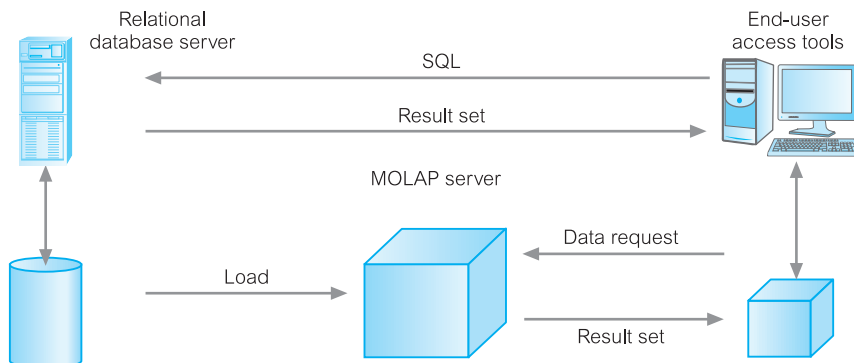 Relational
database server
End-user
access tools
SQL
Result set
MOLAP server
Data request
Load
Result set